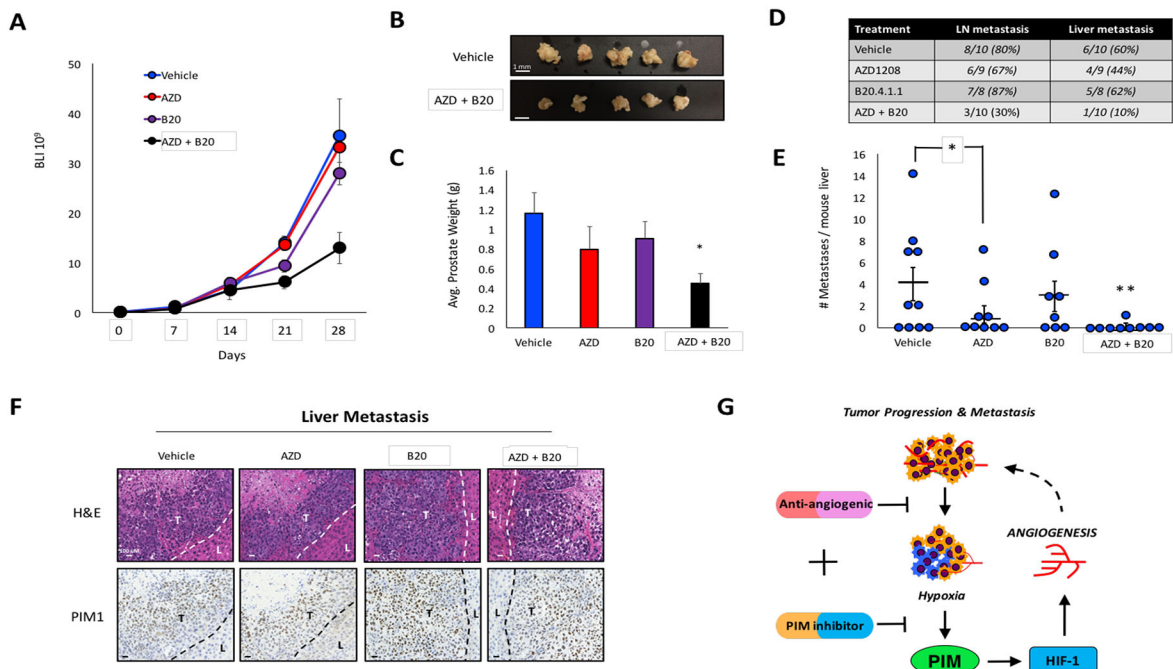 A
50
40
30
20
10
0
BLI 10⁹
Vehicle
AZD
B20
AZD + B20
0 7 14 21 28
Days
B
Vehicle
1 mm
AZD + B20
C
Avg. Prostate Weight (g)
1.6
1.4
1.2
1
0.8
0.6
0.4
0.2
0
*
Vehicle AZD B20 AZD + B20
D
Treatment LN metastasis Liver metastasis
Vehicle 8/10 (80%) 6/10 (60%)
AZD1208 6/9 (67%) 4/9 (44%)
B20.4.1.1 7/8 (87%) 5/8 (62%)
AZD + B20 3/10 (30%) 1/10 (10%)
E
# Metastases / mouse liver
16
14
12
10
8
6
4
2
0
*
**
Vehicle AZD B20 AZD + B20
F
Liver Metastasis
Vehicle AZD B20 AZD + B20
H&E
T L
T L
T L
L T
PIM1
T L
T L
T L
L T
G
Tumor Progression & Metastasis
Anti-angiogenic
+
ANGIOGENESIS
Hypoxia
PIM inhibitor
PIM
HIF-1